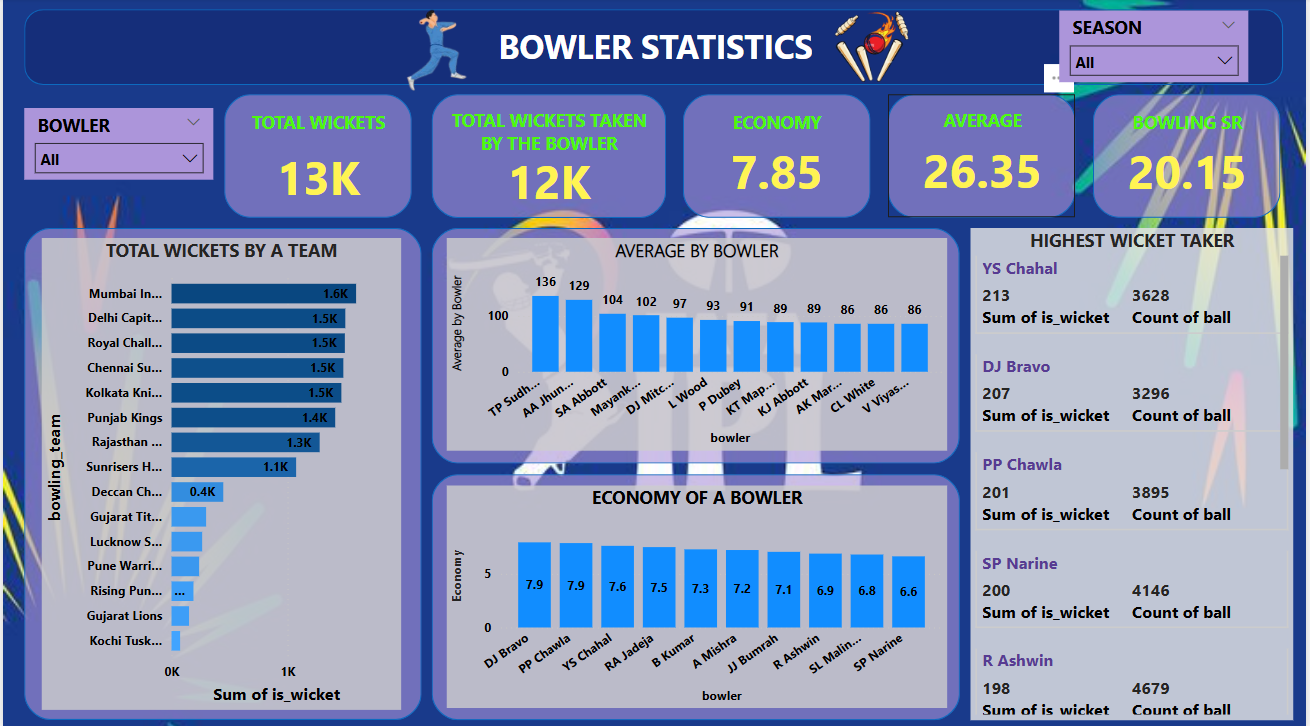 BOWLER STATISTICS
SEASON
All
BOWLER
All
TOTAL WICKETS
13K
TOTAL WICKETS TAKEN
BY THE BOWLER
12K
ECONOMY
7.85
AVERAGE
26.35
BOWLING SR
20.15
TOTAL WICKETS BY A TEAM
bowling_team
Mumbai In... 1.6K
Delhi Capit... 1.5K
Royal Chall... 1.5K
Chennai Su... 1.5K
Kolkata Kni... 1.5K
Punjab Kings 1.4K
Rajasthan ... 1.3K
Sunrisers H... 1.1K
Deccan Ch... 0.4K
Gujarat Tit...
Lucknow S...
Pune Warri...
Rising Pun... ...
Gujarat Lions
Kochi Tusk...
0K 1K
Sum of is_wicket
AVERAGE BY BOWLER
Average by Bowler
100
0
136 129 104 102 97 93 91 89 89 86 86 86
TP Sudh... AA Jhun... SA Abbott Mayank... DJ Mitc... L Wood P Dubey KT Map... KJ Abbott AK Mar... CL White V Viyas...
bowler
ECONOMY OF A BOWLER
Economy
5
0
7.9 7.9 7.6 7.5 7.3 7.2 7.1 6.9 6.8 6.6
DJ Bravo PP Chawla YS Chahal RA Jadeja B Kumar A Mishra JJ Bumrah R Ashwin SL Malin... SP Narine
bowler
IPL
HIGHEST WICKET TAKER
YS Chahal
213 3628
Sum of is_wicket Count of ball
DJ Bravo
207 3296
Sum of is_wicket Count of ball
PP Chawla
201 3895
Sum of is_wicket Count of ball
SP Narine
200 4146
Sum of is_wicket Count of ball
R Ashwin
198 4679
Sum of is_wicket Count of ball